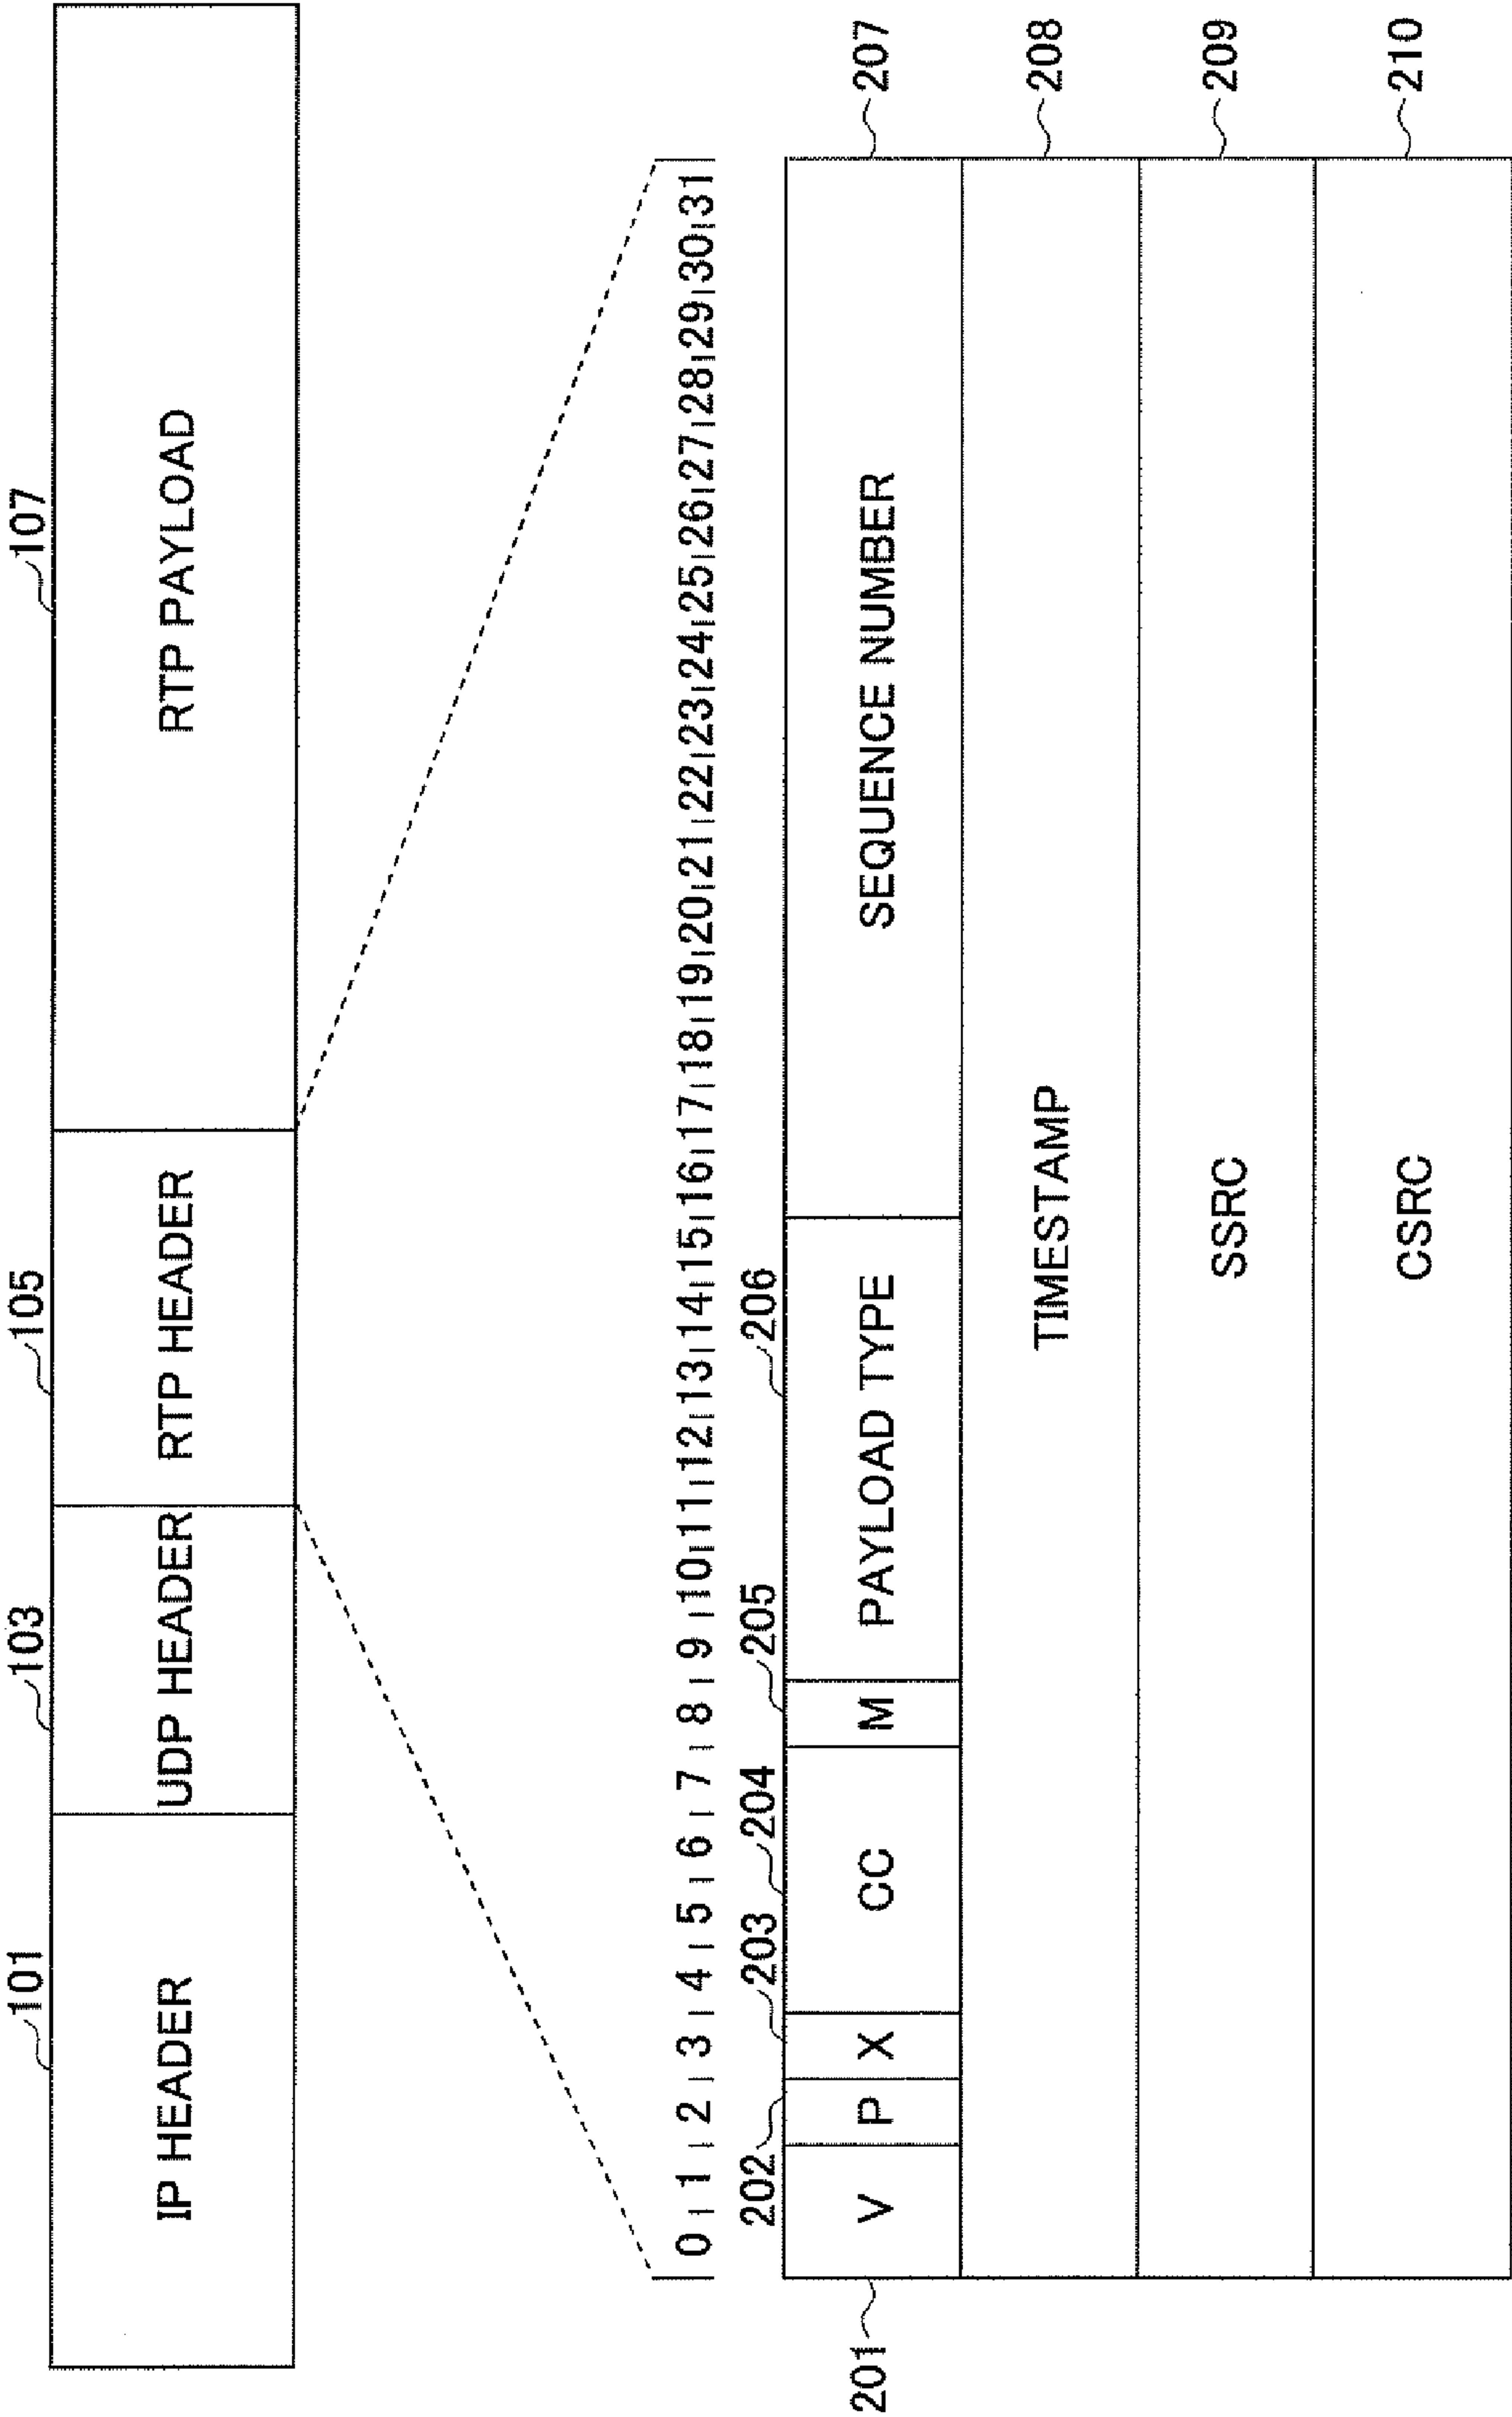 101 103 105 107
IP HEADER UDP HEADER RTP HEADER RTP PAYLOAD
0 1 2 3 4 5 6 7 8 9 10 11 12 13 14 15 16 17 18 19 20 21 22 23 24 25 26 27 28 29 30 31
202 203 204 205 206
201 V P X CC M PAYLOAD TYPE SEQUENCE NUMBER 207
TIMESTAMP 208
SSRC 209
CSRC 210